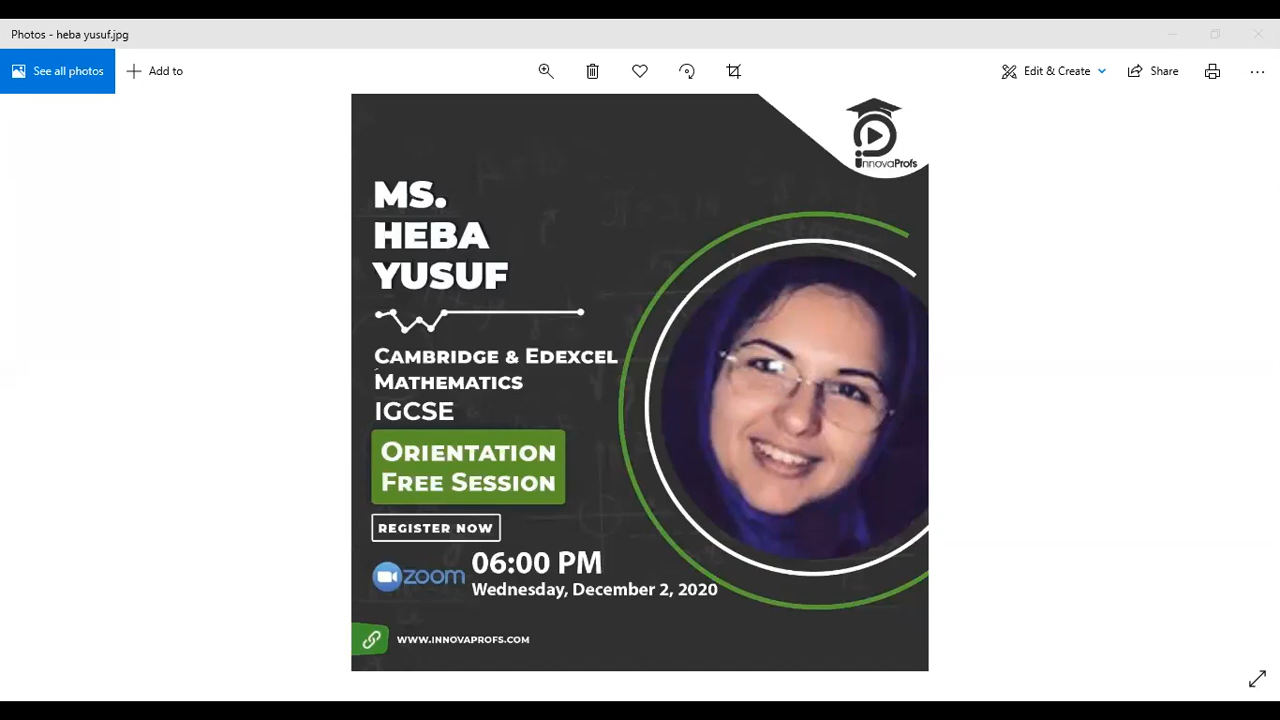 Photos - heba yusuf.jpg
See all photos
Add to
Edit & Create
Share
InnovaProfs
MS.
HEBA
YUSUF
CAMBRIDGE & EDEXCEL
MATHEMATICS
IGCSE
ORIENTATION
FREE SESSION
REGISTER NOW
zoom
06:00 PM
Wednesday, December 2, 2020
WWW.INNOVAPROFS.COM